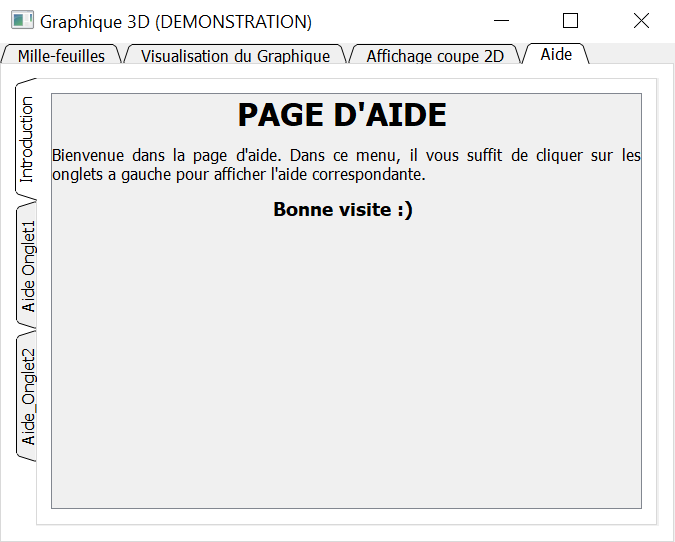 Graphique 3D (DEMONSTRATION)
Mille-feuilles
Visualisation du Graphique
Affichage coupe 2D
Aide
Introduction
Aide Onglet1
Aide_Onglet2
PAGE D'AIDE
Bienvenue dans la page d'aide. Dans ce menu, il vous suffit de cliquer sur les
onglets a gauche pour afficher l'aide correspondante.
Bonne visite :)